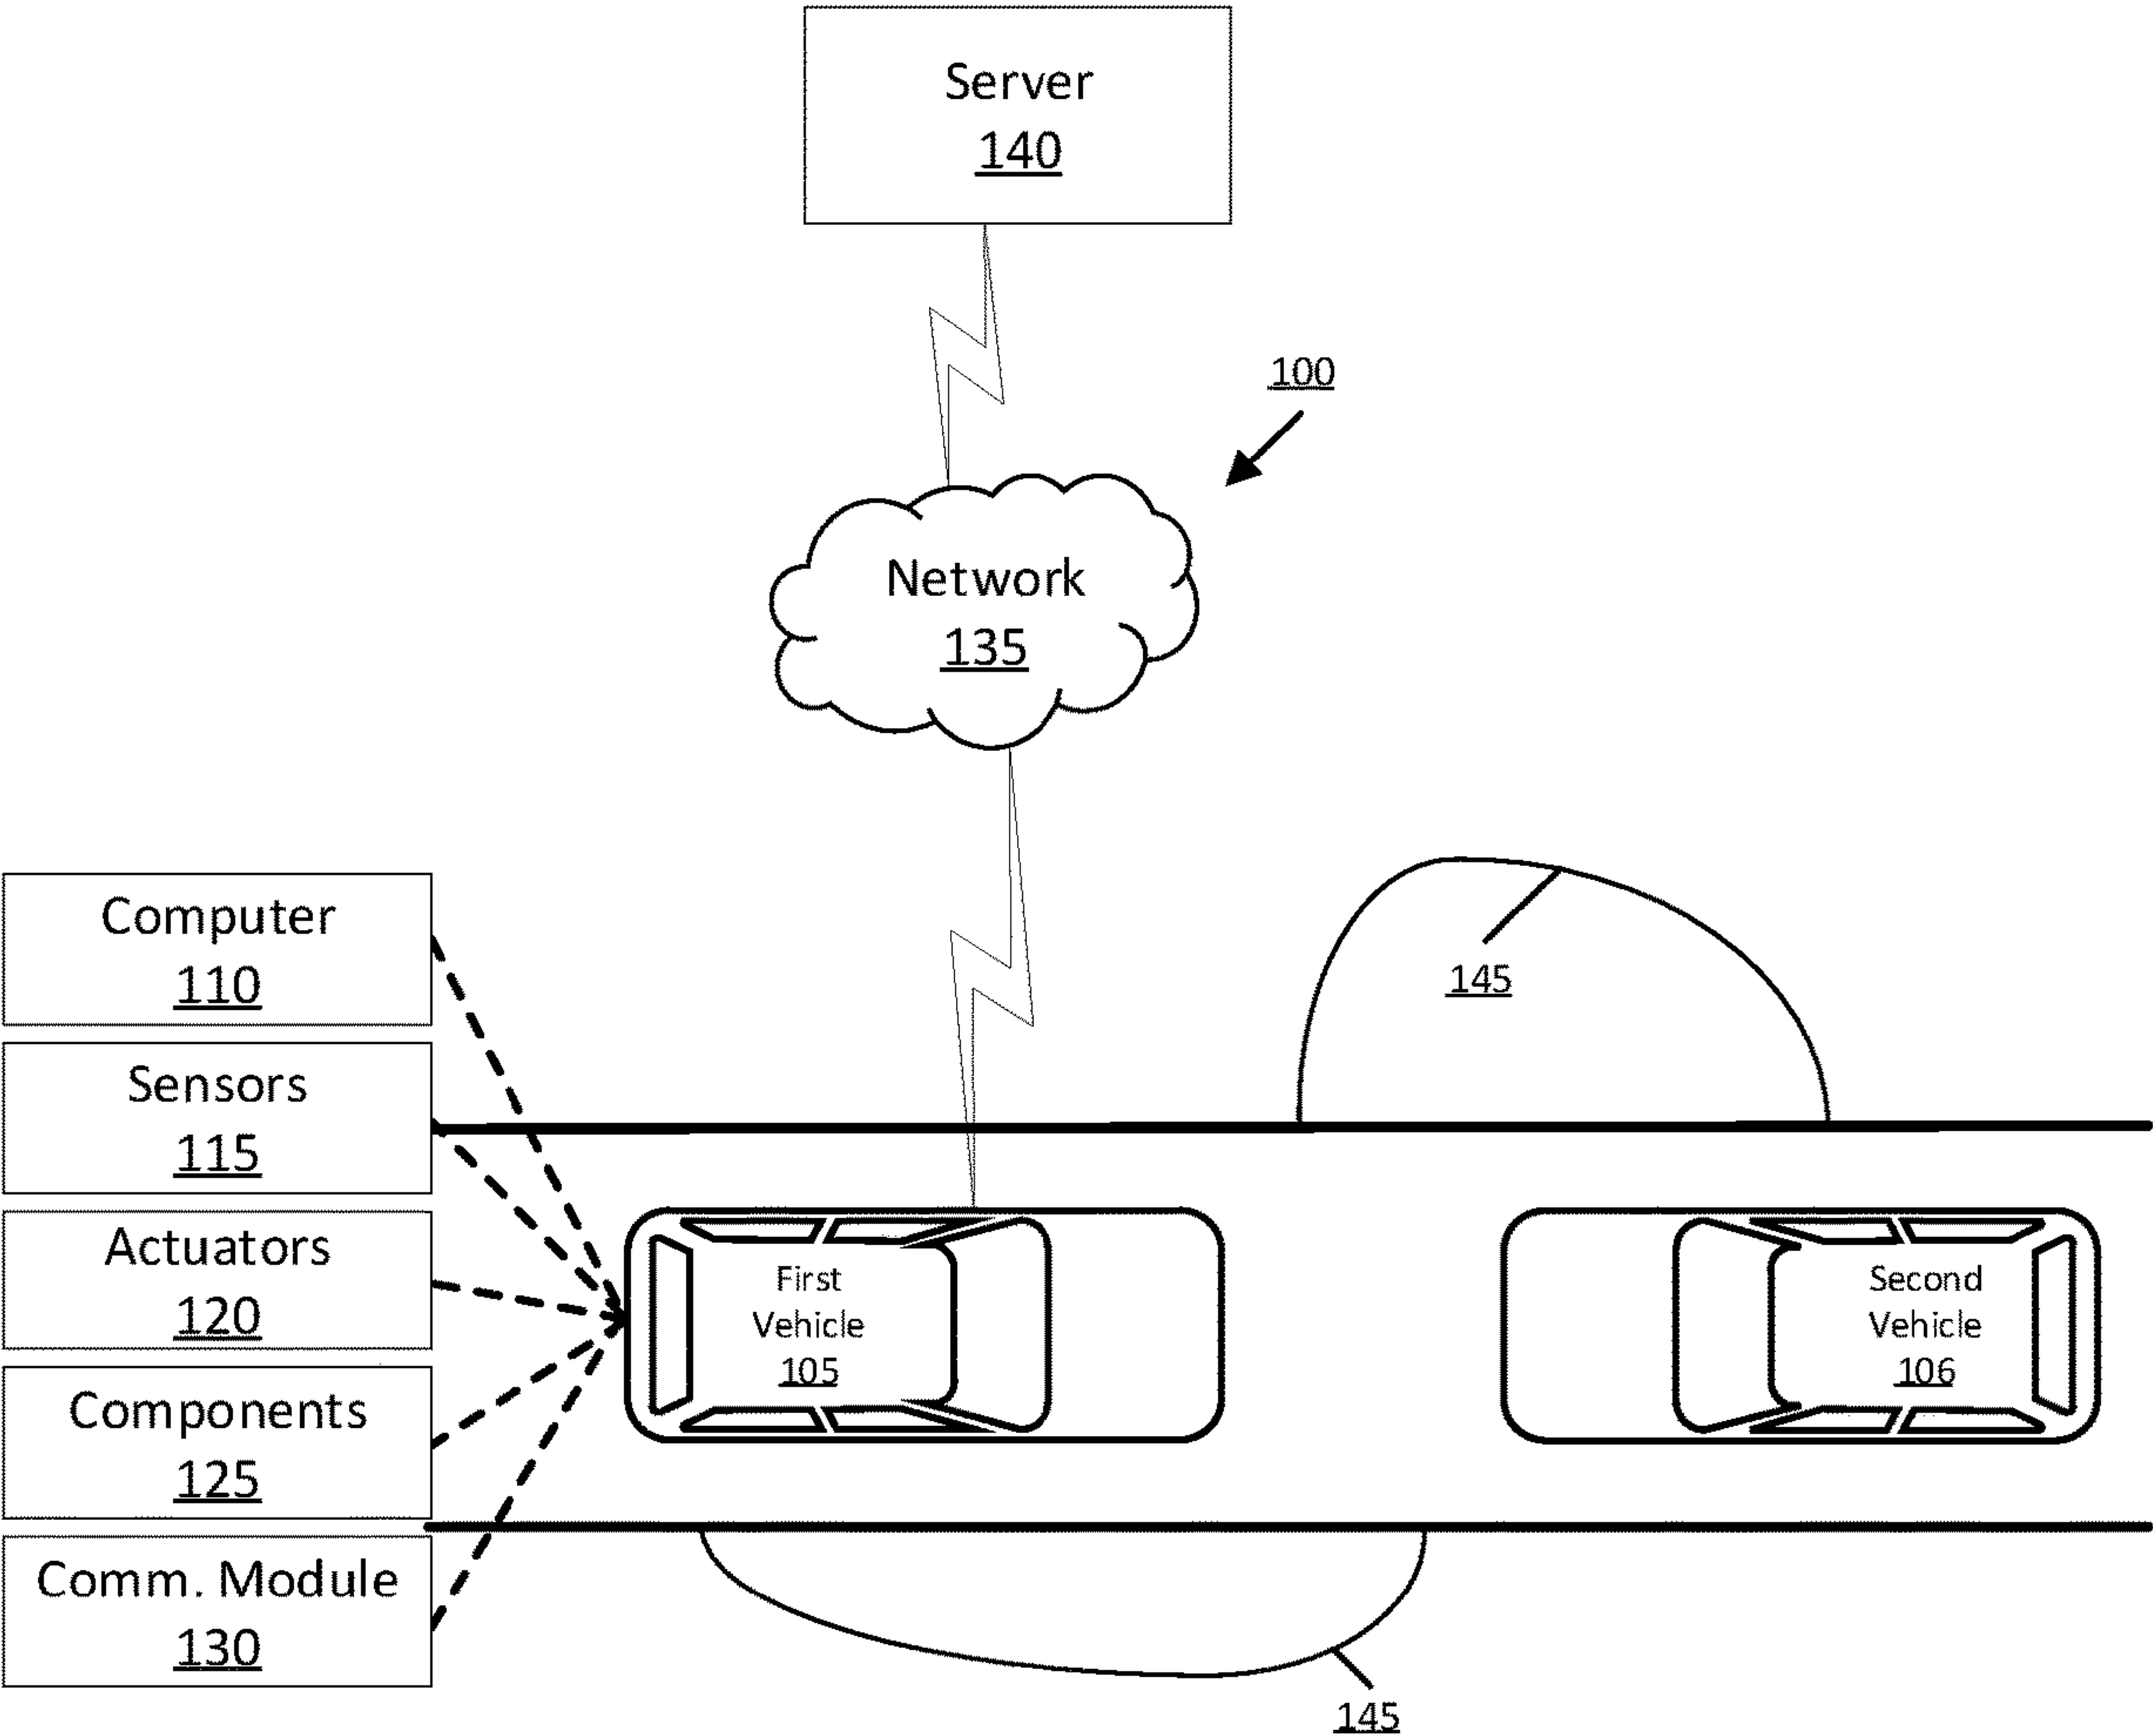 Server
140
100
Network
135
Computer
110
145
Sensors
115
Actuators
120
First
Vehicle
105
Second
Vehicle
106
Components
125
Comm. Module
130
145